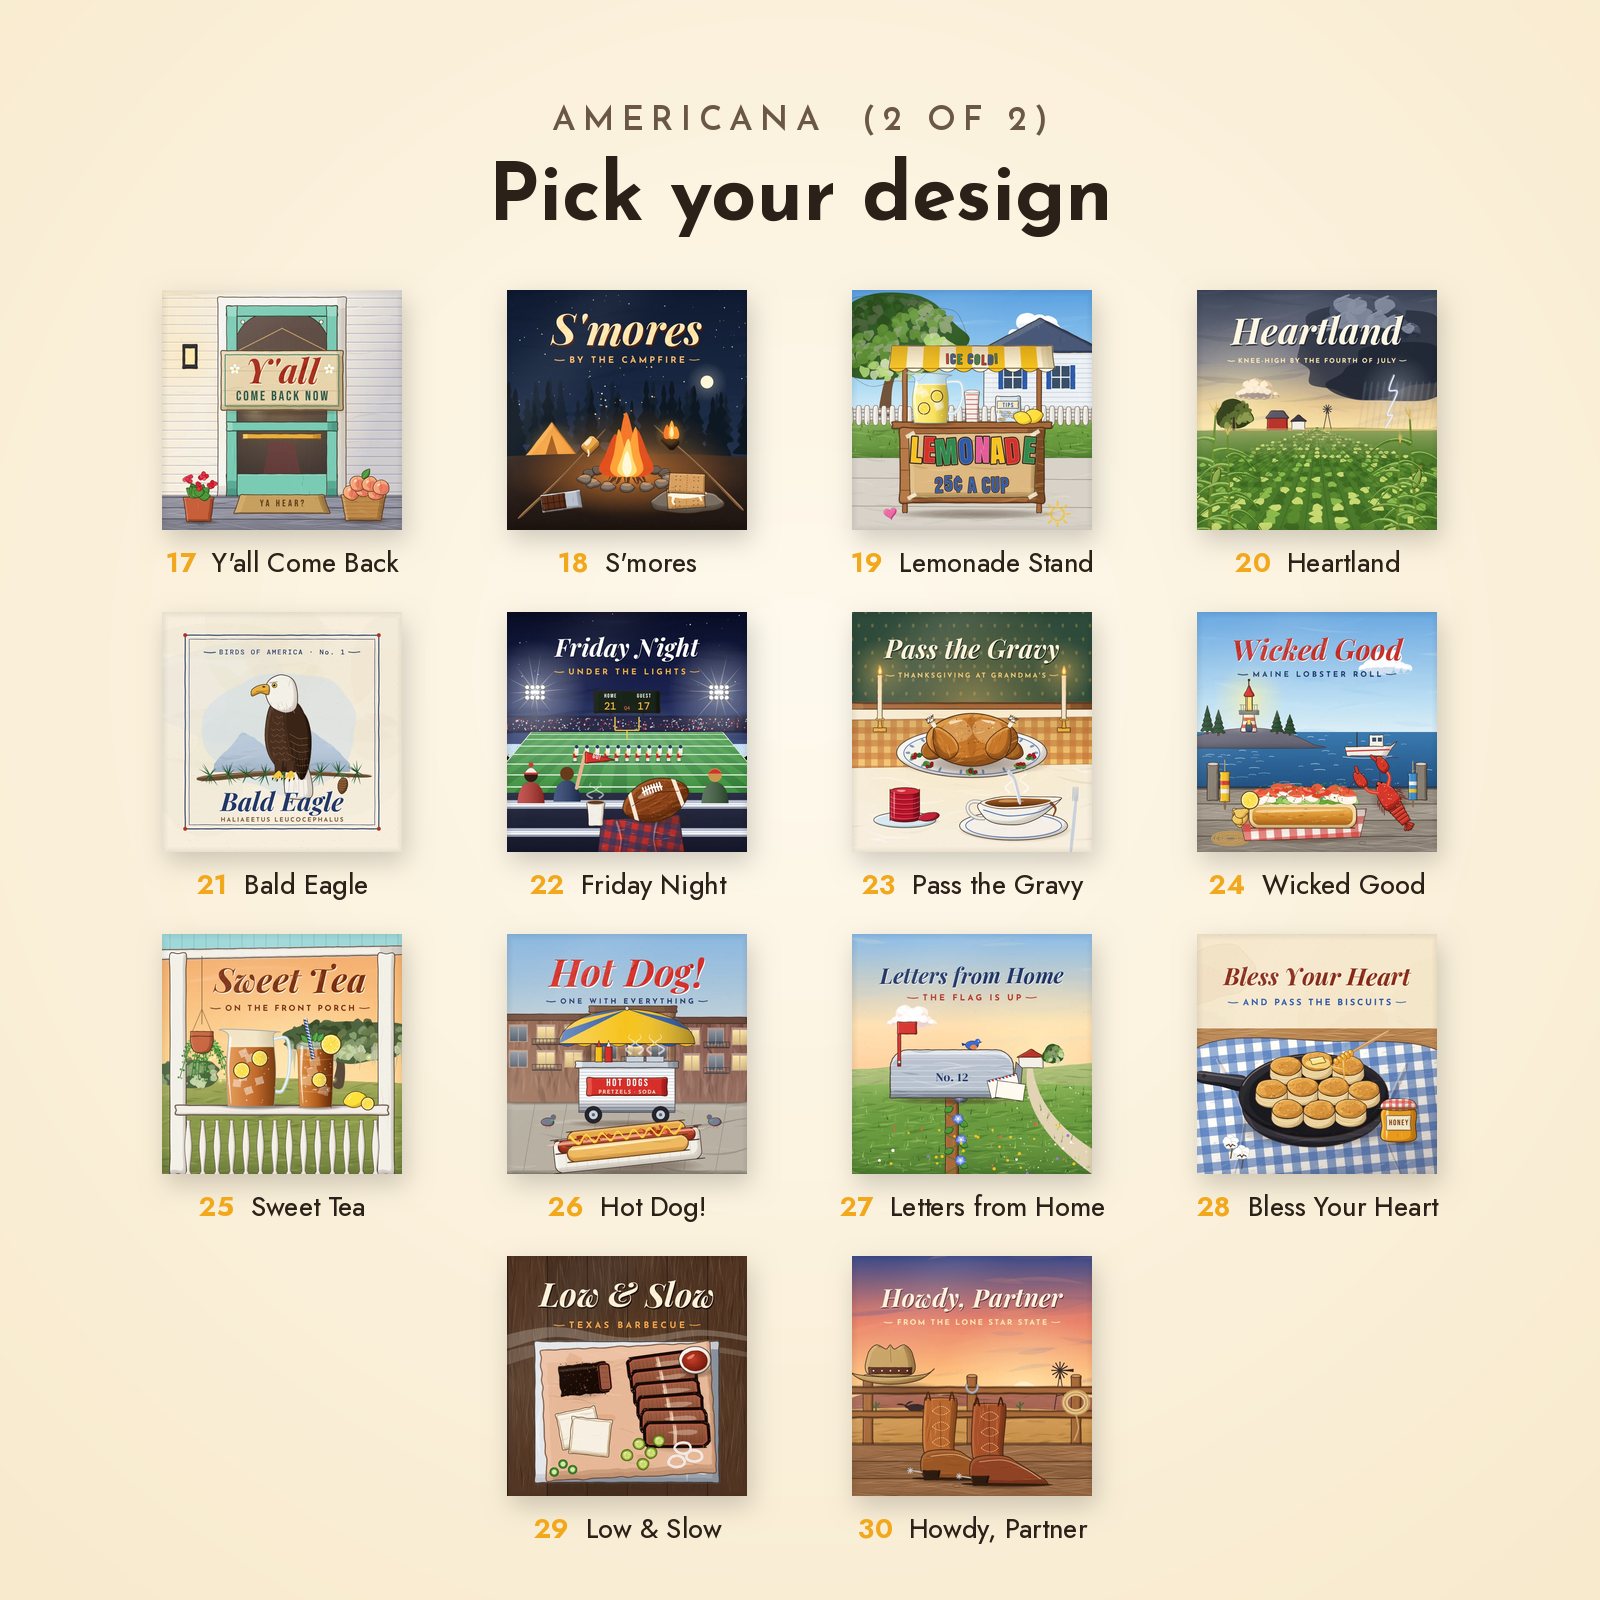 AMERICANA (2 OF 2)
Pick your design
Y'all
COME BACK NOW
YA HEAR?
17 Y'all Come Back
S'mores
BY THE CAMPFIRE
18 S'mores
ICE COLD!
TIPS
LEMONADE
25¢ A CUP
19 Lemonade Stand
Heartland
KNEE-HIGH BY THE FOURTH OF JULY
20 Heartland
BIRDS OF AMERICA · No. 1
Bald Eagle
HALIAEETUS LEUCOCEPHALUS
21 Bald Eagle
Friday Night
UNDER THE LIGHTS
HOME GUEST
21 Q4 17
22 Friday Night
Pass the Gravy
THANKSGIVING AT GRANDMA'S
23 Pass the Gravy
Wicked Good
MAINE LOBSTER ROLL
24 Wicked Good
Sweet Tea
ON THE FRONT PORCH
25 Sweet Tea
Hot Dog!
ONE WITH EVERYTHING
HOT DOGS
PRETZELS · SODA
26 Hot Dog!
Letters from Home
THE FLAG IS UP
No. 12
27 Letters from Home
Bless Your Heart
AND PASS THE BISCUITS
HONEY
28 Bless Your Heart
Low & Slow
TEXAS BARBECUE
29 Low & Slow
Howdy, Partner
FROM THE LONE STAR STATE
30 Howdy, Partner